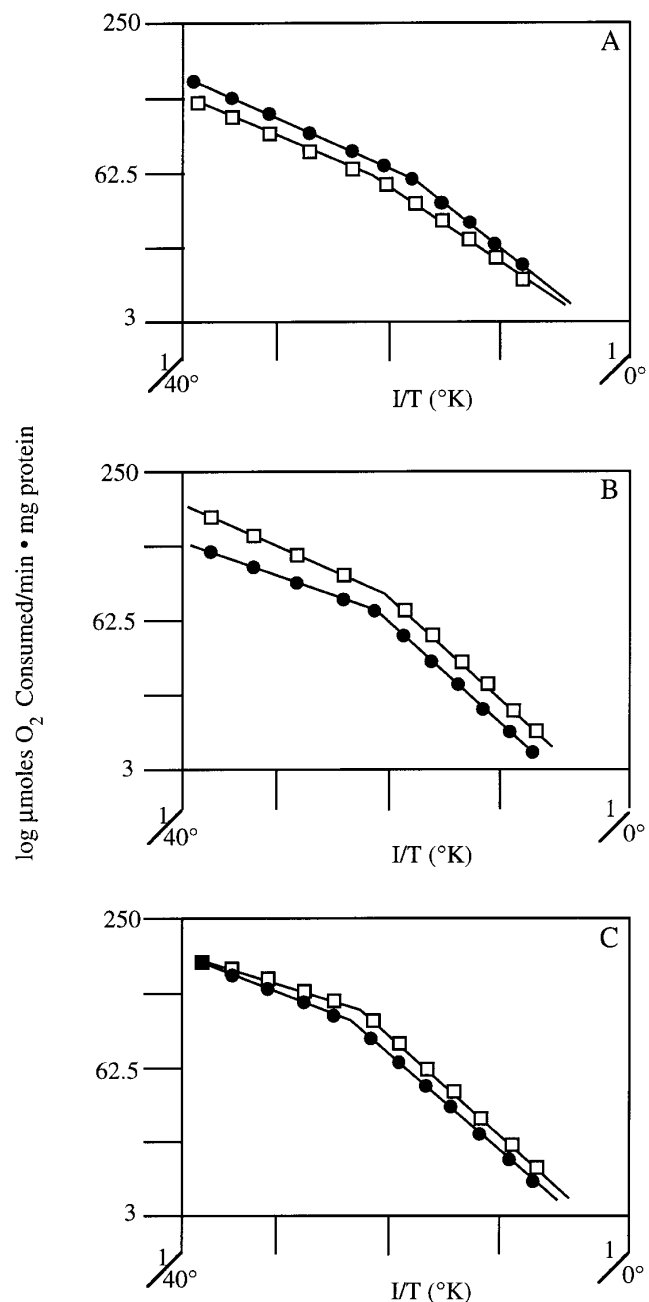 log μmoles O2 Consumed/min • mg protein
250
A
62.5
3
1/40°
1/0°
I/T (°K)
250
B
62.5
3
1/40°
1/0°
I/T (°K)
250
C
62.5
3
1/40°
1/0°
I/T (°K)